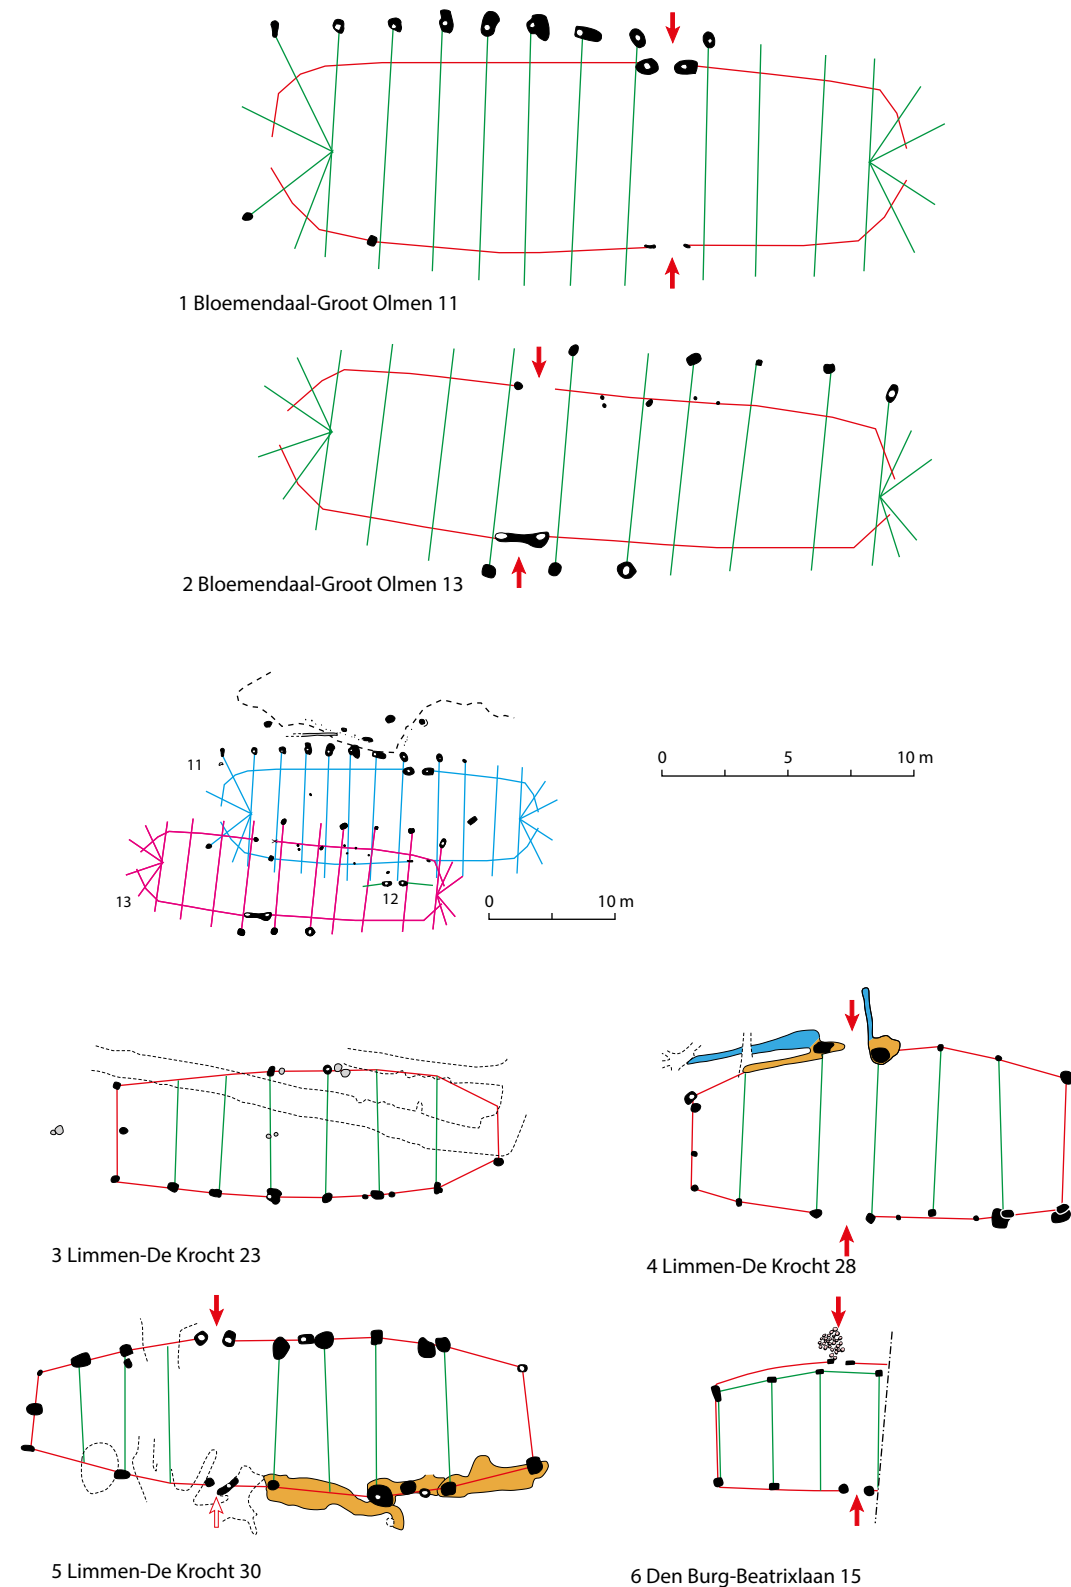 1 Bloemendaal-Groot Olmen 11
2 Bloemendaal-Groot Olmen 13
11
13
12
0 10 m
0 5 10 m
3 Limmen-De Krocht 23
4 Limmen-De Krocht 28
5 Limmen-De Krocht 30
6 Den Burg-Beatrixlaan 15